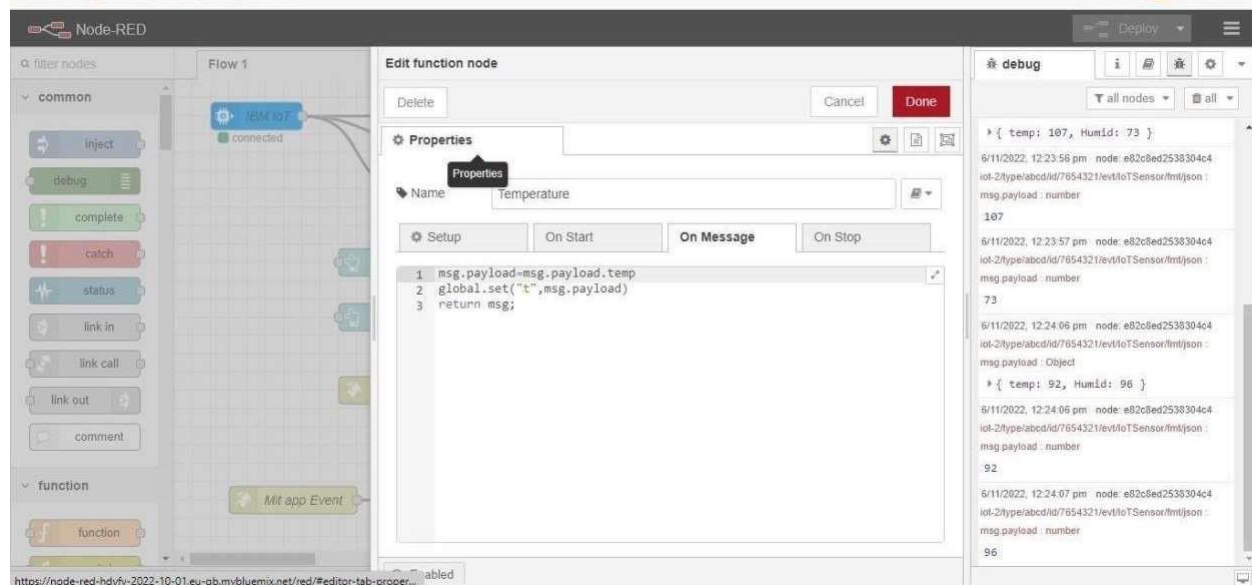 Node-RED
Deploy
filter nodes
common
inject
debug
complete
catch
status
link in
link call
link out
comment
function
function
Flow 1
IBM IoT
connected
Mit app Event
Edit function node
Delete
Cancel
Done
Properties
Properties
Name
Temperature
Setup
On Start
On Message
On Stop
1 msg.payload=msg.payload.temp
2 global.set("t",msg.payload)
3 return msg;
Enabled
debug
i
all nodes
all
{ temp: 107, Humid: 73 }
6/11/2022, 12:23:56 pm node: e82c8ed2538304c4
iot-2/type/abcd/id/7654321/evt/IoTSensor/fmt/json :
msg.payload : number
107
6/11/2022, 12:23:57 pm node: e82c8ed2538304c4
iot-2/type/abcd/id/7654321/evt/IoTSensor/fmt/json :
msg.payload : number
73
6/11/2022, 12:24:06 pm node: e82c8ed2538304c4
iot-2/type/abcd/id/7654321/evt/IoTSensor/fmt/json :
msg.payload : Object
{ temp: 92, Humid: 96 }
6/11/2022, 12:24:06 pm node: e82c8ed2538304c4
iot-2/type/abcd/id/7654321/evt/IoTSensor/fmt/json :
msg.payload : number
92
6/11/2022, 12:24:07 pm node: e82c8ed2538304c4
iot-2/type/abcd/id/7654321/evt/IoTSensor/fmt/json :
msg.payload : number
96
https://node-red-hdyfv-2022-10-01.eu-gb.mybluemix.net/red/#editor-tab-proper...